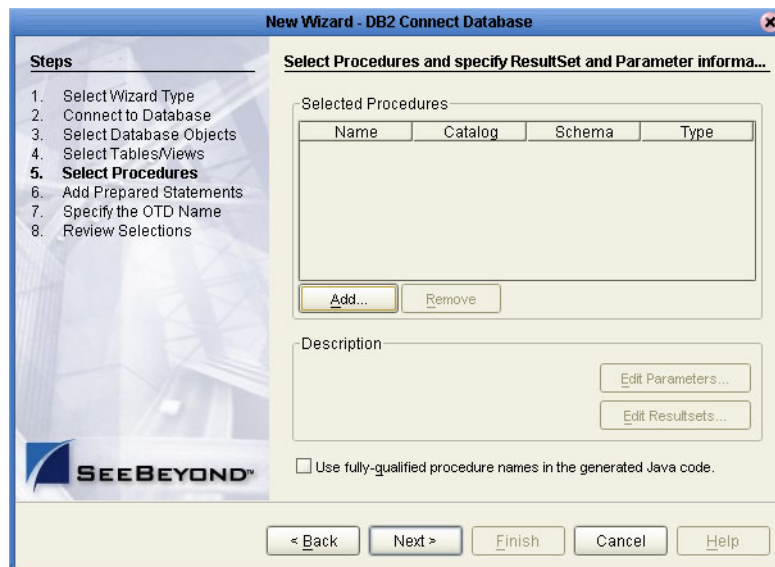 New Wizard - DB2 Connect Database
Steps
1. Select Wizard Type
2. Connect to Database
3. Select Database Objects
4. Select Tables/Views
5. Select Procedures
6. Add Prepared Statements
7. Specify the OTD Name
8. Review Selections
SEEBEYOND™
Select Procedures and specify ResultSet and Parameter informa...
Selected Procedures
Name Catalog Schema Type
Add... Remove
Description
Edit Parameters...
Edit Resultsets...
Use fully-qualified procedure names in the generated Java code.
< Back Next > Finish Cancel Help